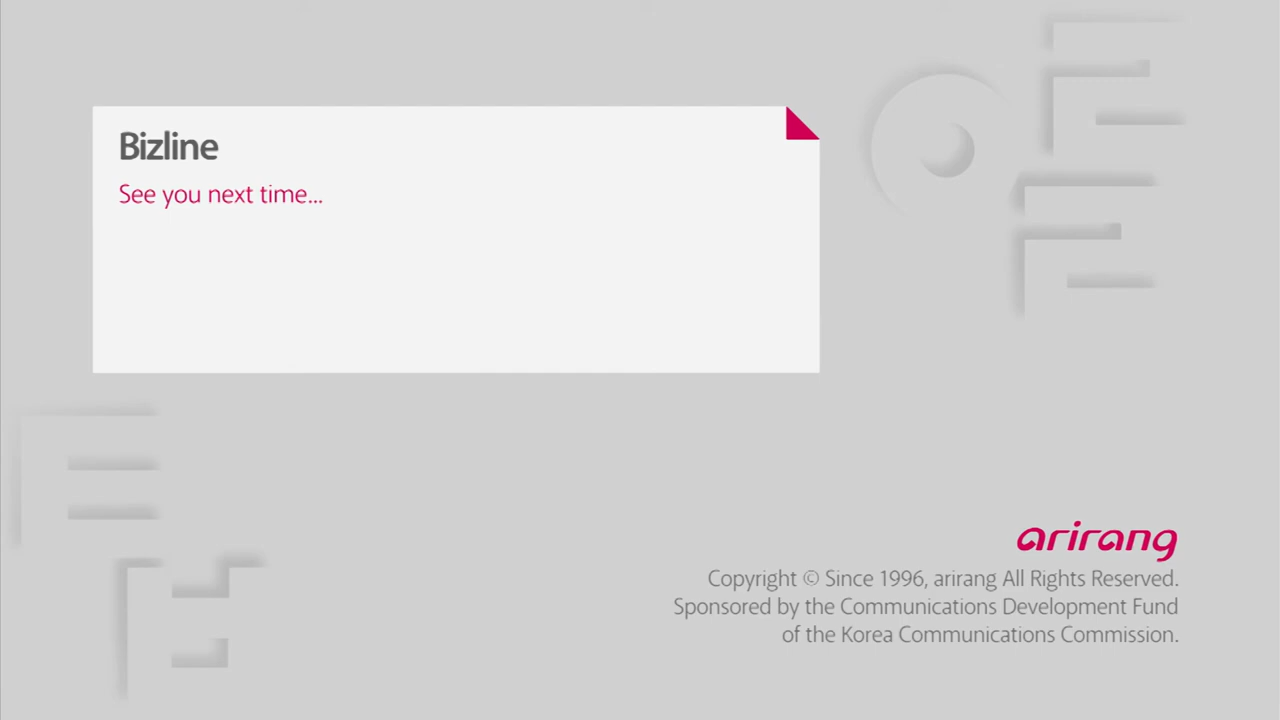 Bizline
See you next time...
arirang
Copyright © Since 1996, arirang All Rights Reserved.
Sponsored by the Communications Development Fund
of the Korea Communications Commission.